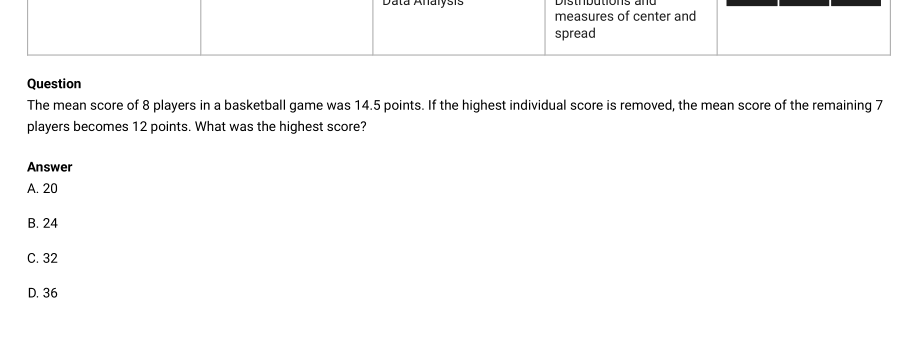 Data Analysis
Distributions and
measures of center and
spread
Question
The mean score of 8 players in a basketball game was 14.5 points. If the highest individual score is removed, the mean score of the remaining 7
players becomes 12 points. What was the highest score?
Answer
A. 20
B. 24
C. 32
D. 36